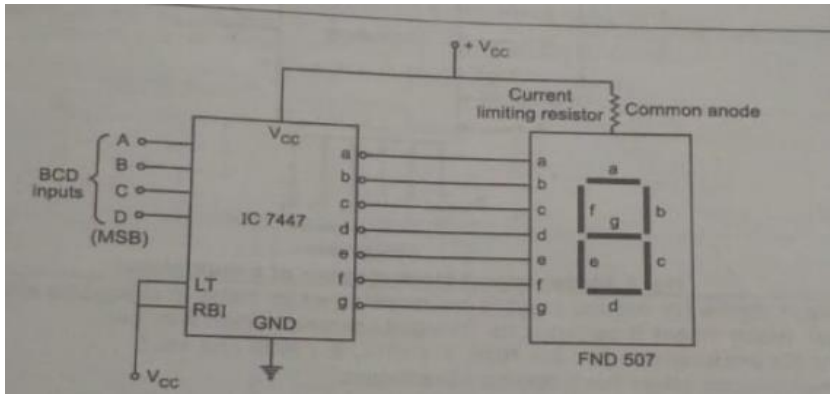 + VCC
Current
limiting resistor
Common anode
VCC
A
B
C
D
(MSB)
BCD
inputs
IC 7447
LT
RBI
GND
VCC
a
b
c
d
e
f
g
a
b
c
d
e
f
g
a
f
b
g
e
c
d
FND 507